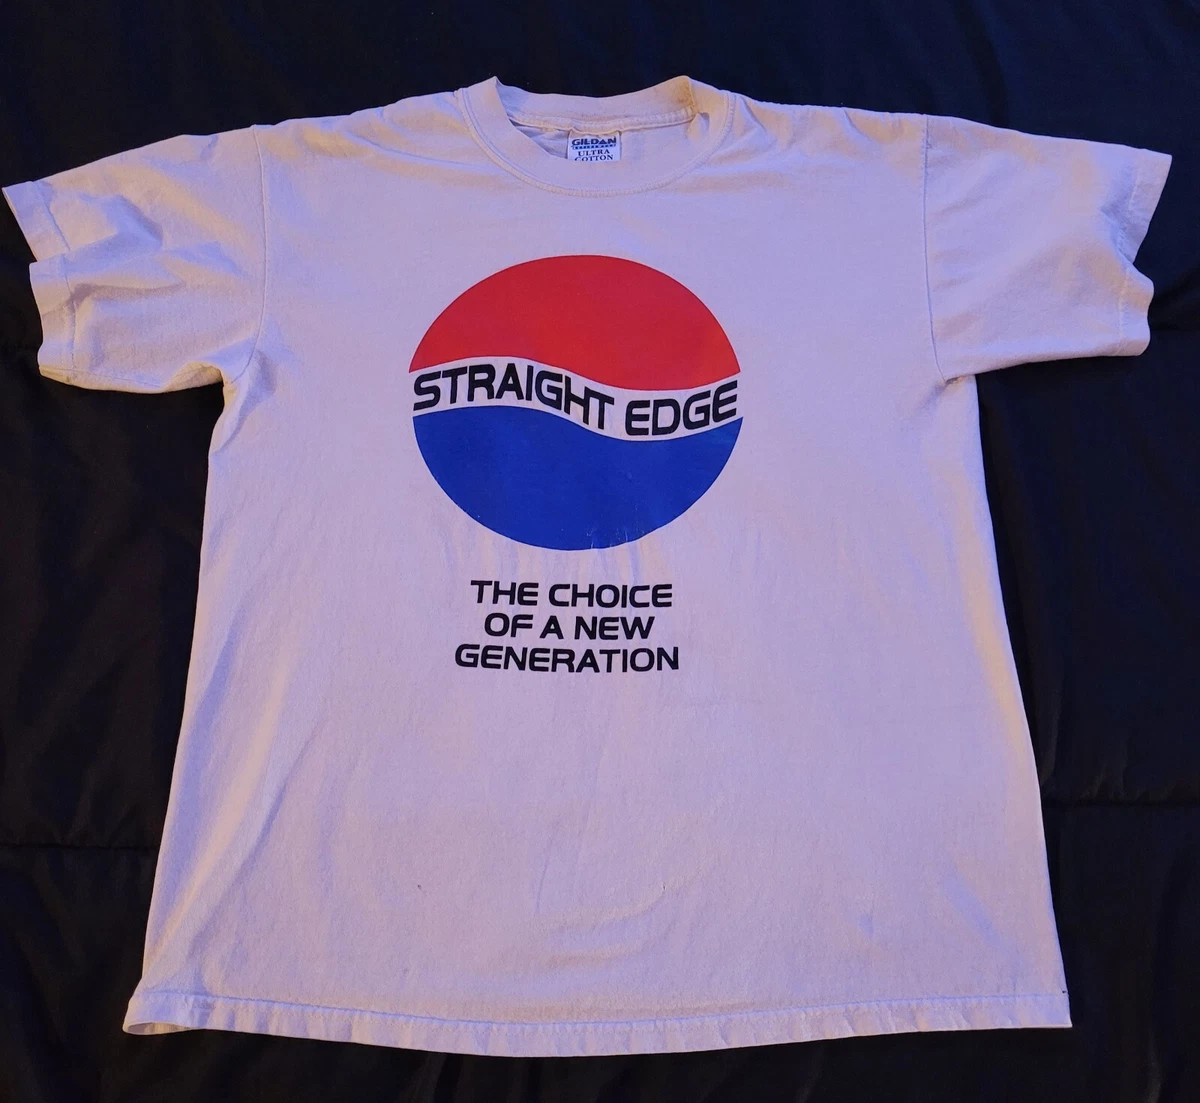 GILDAN
ULTRA
COTTON
STRAIGHT EDGE
THE CHOICE
OF A NEW
GENERATION